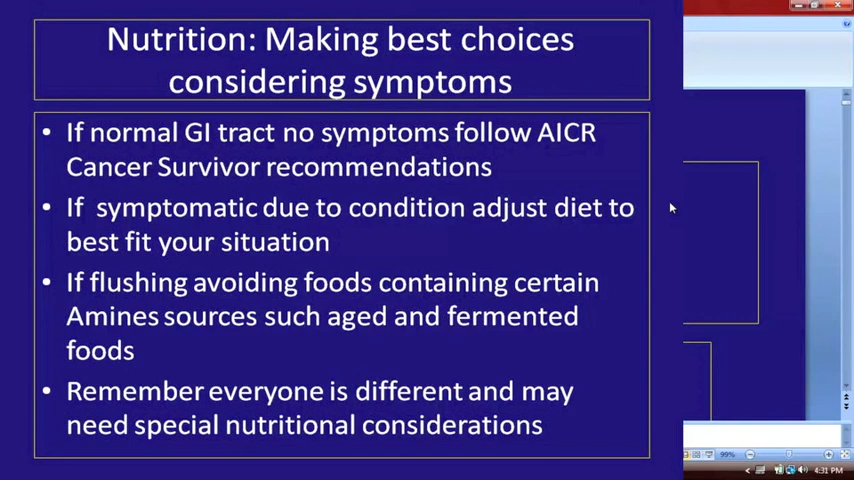 Nutrition: Making best choices
considering symptoms
• If normal GI tract no symptoms follow AICR
Cancer Survivor recommendations
• If  symptomatic due to condition adjust diet to
best fit your situation
• If flushing avoiding foods containing certain
Amines sources such aged and fermented
foods
• Remember everyone is different and may
need special nutritional considerations
99%
4:31 PM